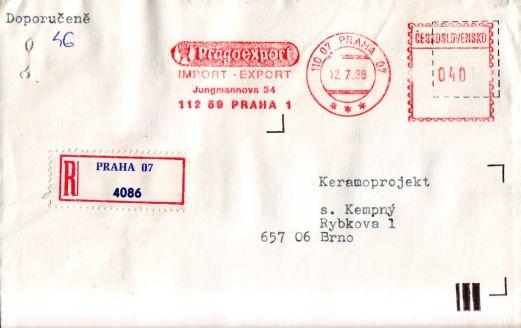 Doporučeně
46
Pragoexport
IMPORT - EXPORT
Jungmannova 34
112 59 PRAHA 1
110 07 PRAHA 07
12.7.88
ČESKOSLOVENSKO
040
R
PRAHA 07
4086
Keramoprojekt
s. Kempný
Rybkova 1
657 06 Brno